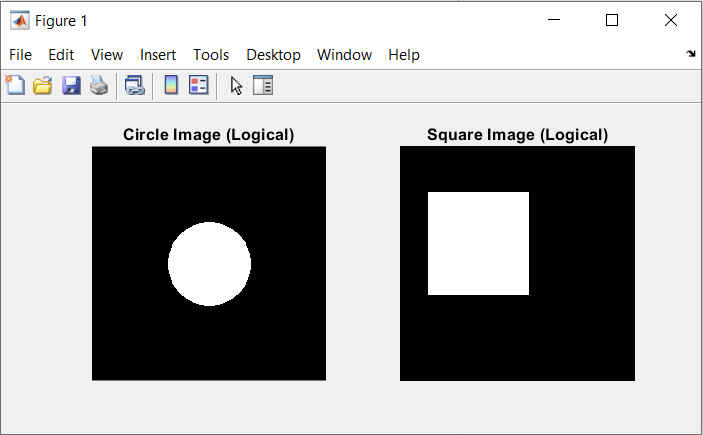 Figure 1
File Edit View Insert Tools Desktop Window Help
Circle Image (Logical) Square Image (Logical)